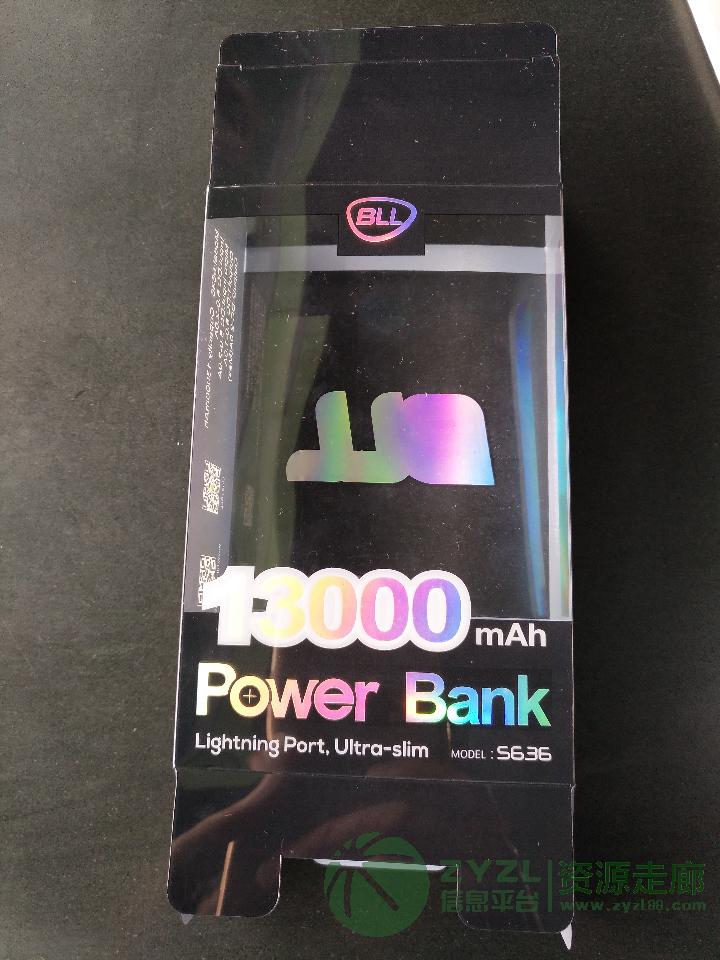 BLL
13000 mAh
Power Bank
Lightning Port, Ultra-slim MODEL : S636
ZYZL 资源走廊
信息平台 www.zyzl88.com